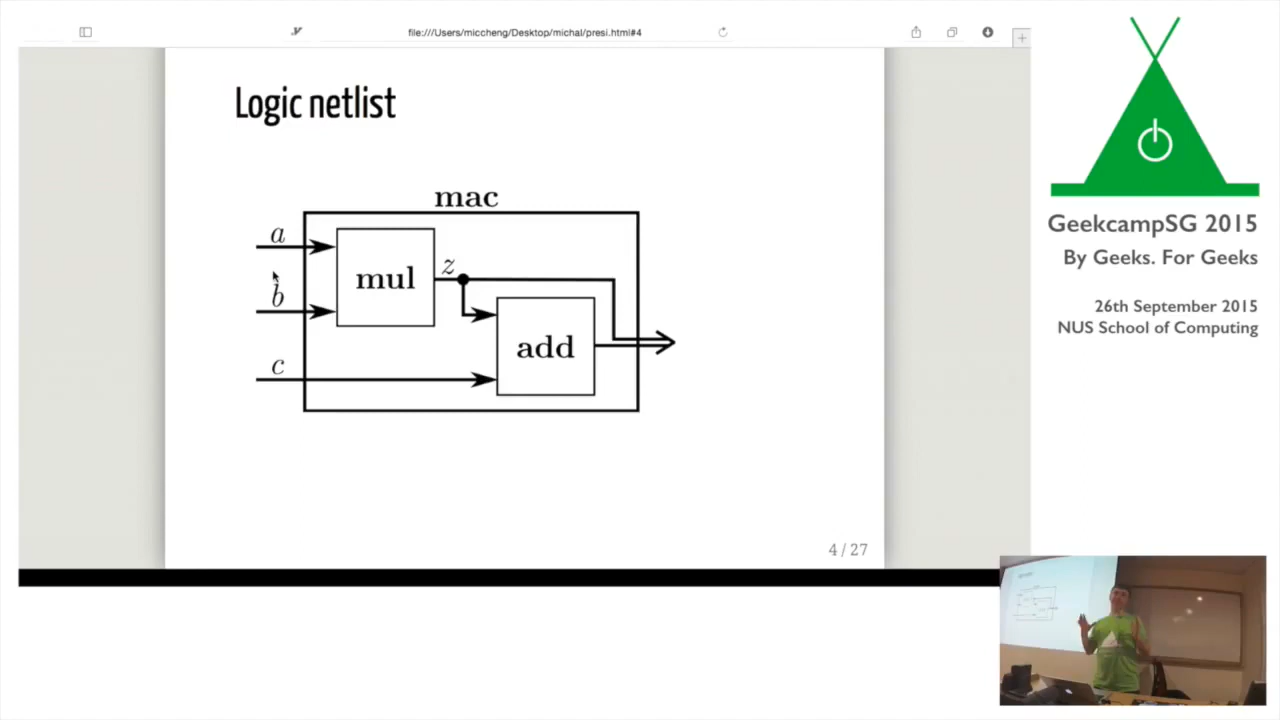 file:///Users/miccheng/Desktop/michal/presi.html#4
Logic netlist
mac
a
mul
z
b
add
c
4 / 27
GeekcampSG 2015
By Geeks. For Geeks
26th September 2015
NUS School of Computing